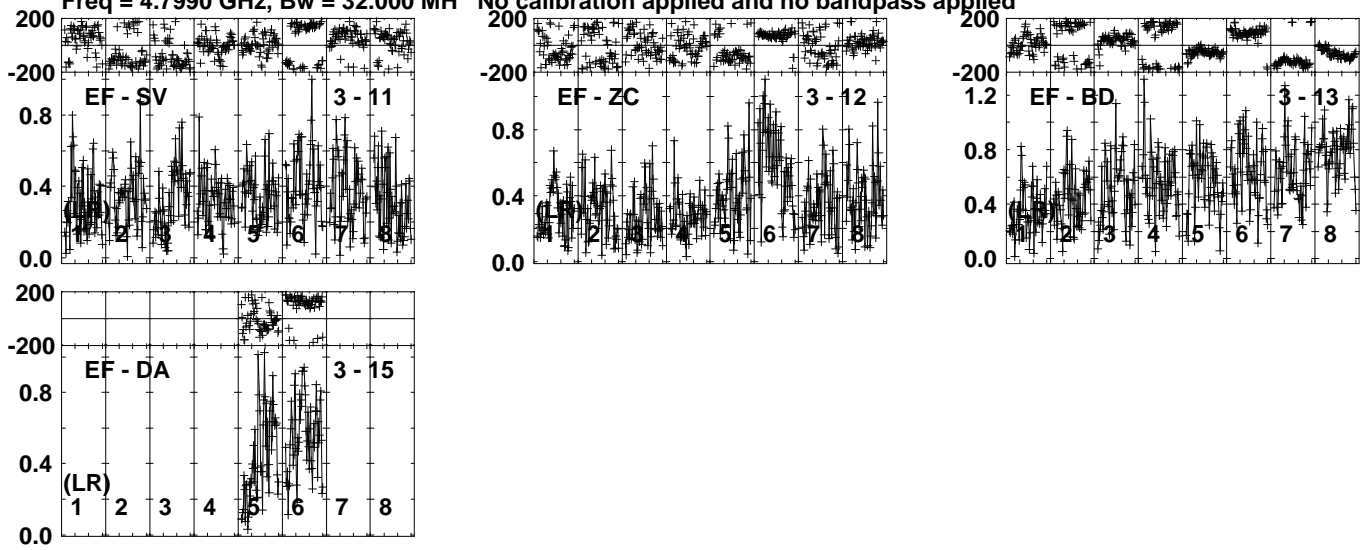 Freq = 4.7990 GHz, Bw = 32.000 MH No calibration applied and no bandpass applied
200
-200
EF - SV 3 - 11
0.8
0.4
(LR)
1 2 3 4 5 6 7 8
0.0
200
-200
EF - ZC 3 - 12
0.8
0.4
(LR)
1 2 3 4 5 6 7 8
0.0
200
-200
1.2
EF - BD 3 - 13
0.8
0.4
(LR)
1 2 3 4 5 6 7 8
0.0
200
-200
EF - DA 3 - 15
0.8
0.4
(LR)
1 2 3 4 5 6 7 8
0.0